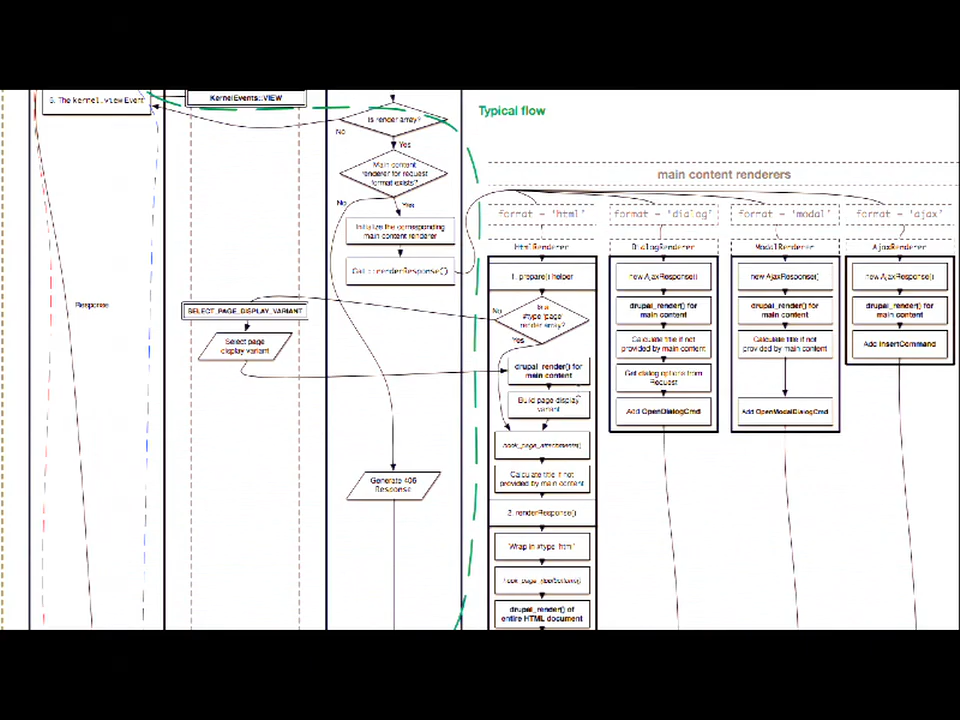 5. The kernel.view Event
KernelEvents::VIEW
Is render array?
No
Yes
Typical flow
Main content
renderer for request
format exists?
No
Yes
main content renderers
format = 'html'
format = 'dialog'
format = 'modal'
format = 'ajax'
Initialize the corresponding
main content renderer
HtmlRenderer
DialogRenderer
ModalRenderer
AjaxRenderer
Get ::renderResponse()
1. prepare() helper
new AjaxResponse()
new AjaxResponse()
new AjaxResponse()
Response
SELECT_PAGE_DISPLAY_VARIANT
No
#type 'page'
render array?
Yes
drupal_render() for
main content
drupal_render() for
main content
drupal_render() for
main content
Select page
display variant
Calculate title if not
provided by main content
Calculate title if not
provided by main content
Add InsertCommand
drupal_render() for
main content
Get dialog options from
Request
Build page display
variant
Add OpenDialogCmd
Add OpenModalDialogCmd
hook_page_attachments()
Calculate title if not
provided by main content
Generate 406
Response
2. renderResponse()
Wrap in #type 'html'
drupal_render() of
entire HTML document